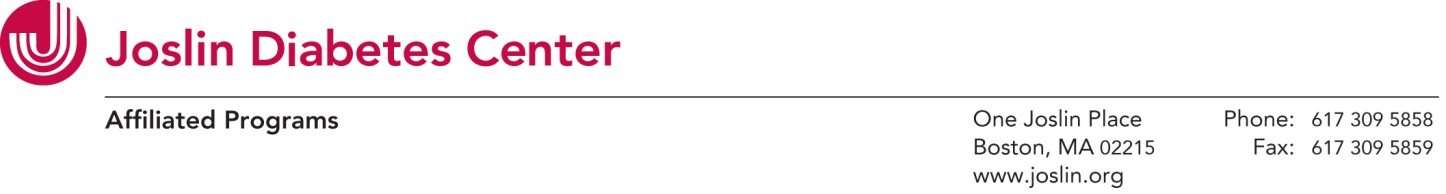 Joslin Diabetes Center
Affiliated Programs
One Joslin Place
Boston, MA 02215
www.joslin.org
Phone: 617 309 5858
Fax: 617 309 5859